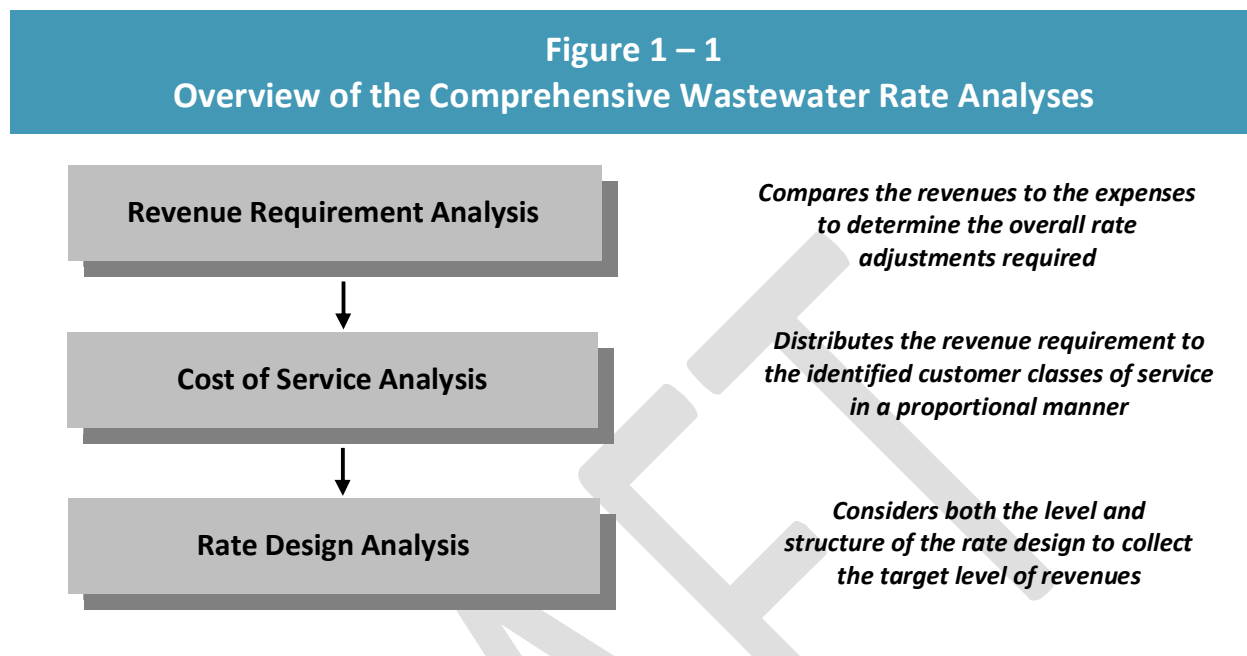 Figure 1 – 1
Overview of the Comprehensive Wastewater Rate Analyses
Revenue Requirement Analysis
Compares the revenues to the expenses
to determine the overall rate
adjustments required
Cost of Service Analysis
Distributes the revenue requirement to
the identified customer classes of service
in a proportional manner
Rate Design Analysis
Considers both the level and
structure of the rate design to collect
the target level of revenues